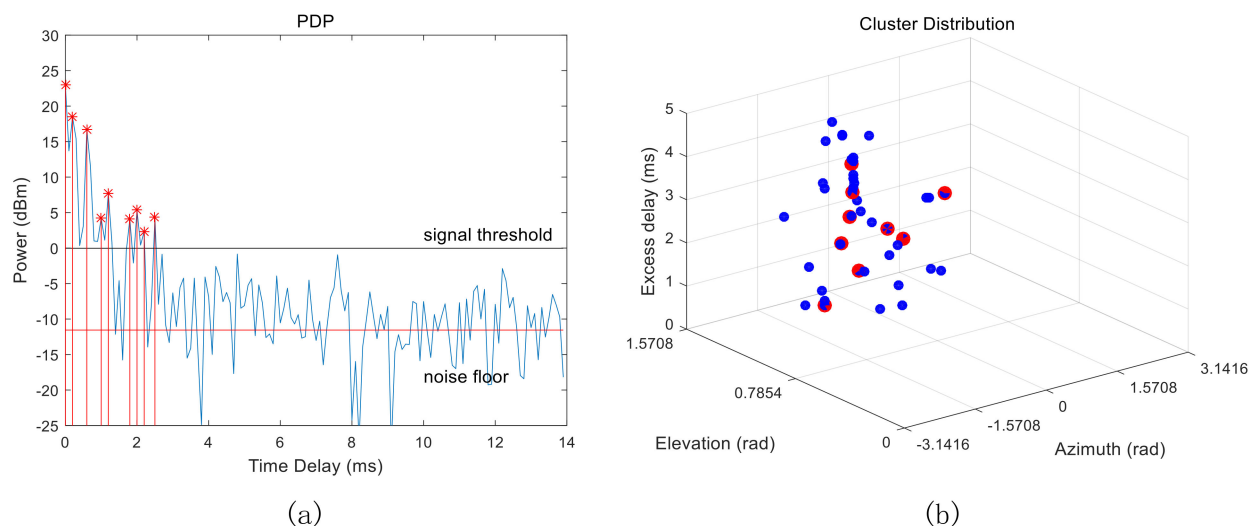 PDP
30
25
20
15
10
5
0
-5
-10
-15
-20
-25
Power (dBm)
signal threshold
noise floor
0 2 4 6 8 10 12 14
Time Delay (ms)
(a)
Cluster Distribution
5
4
3
2
1
0
Excess delay (ms)
1.5708
0.7854
0
Elevation (rad)
-3.1416
-1.5708
0
1.5708
3.1416
Azimuth (rad)
(b)